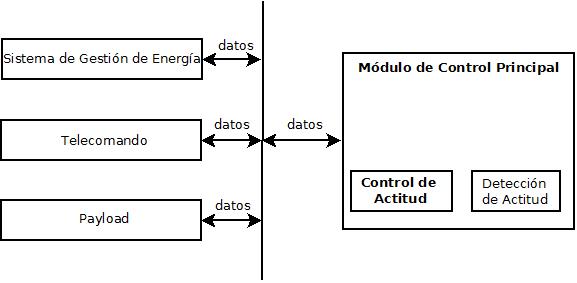 datos
Sistema de Gestión de Energía
Módulo de Control Principal
datos
datos
Telecomando
Control de
Actitud
Detección
de Actitud
datos
Payload